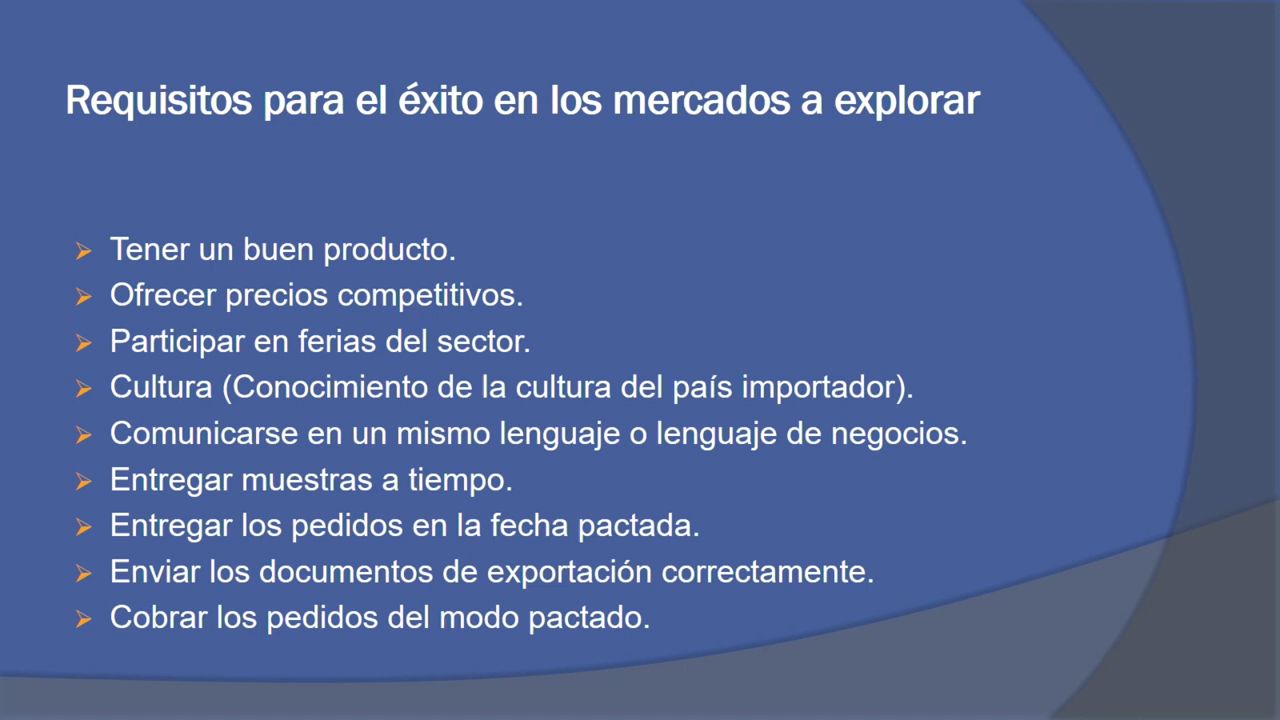 Requisitos para el éxito en los mercados a explorar
Tener un buen producto.
Ofrecer precios competitivos.
Participar en ferias del sector.
Cultura (Conocimiento de la cultura del país importador).
Comunicarse en un mismo lenguaje o lenguaje de negocios.
Entregar muestras a tiempo.
Entregar los pedidos en la fecha pactada.
Enviar los documentos de exportación correctamente.
Cobrar los pedidos del modo pactado.